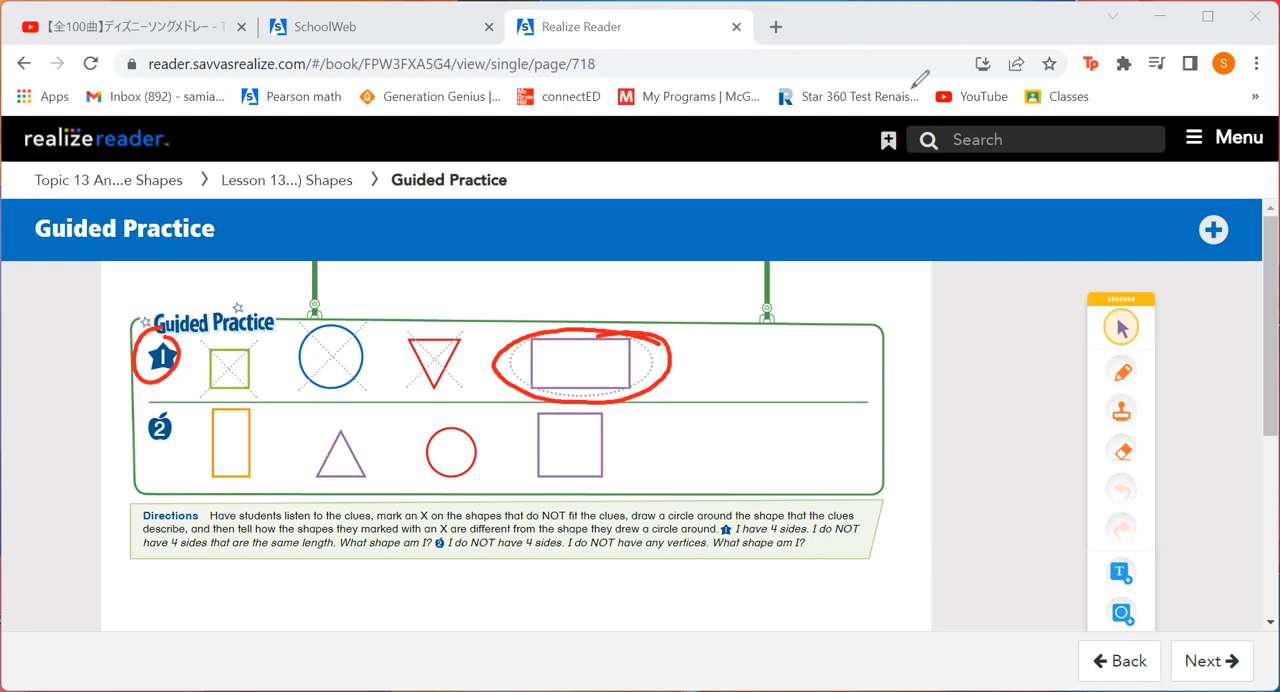 【全100曲】ディズニーソングメドレー - T
SchoolWeb
Realize Reader
reader.savvasrealize.com/#/book/FPW3FXA5G4/view/single/page/718
Tp
S
Apps
Inbox (892) - samia...
Pearson math
Generation Genius |...
connectED
My Programs | McG...
Star 360 Test Renais...
YouTube
Classes
»
realizereader™
Search
Menu
Topic 13 An...e Shapes
Lesson 13...) Shapes
Guided Practice
Guided Practice
Guided Practice
1
2
Directions Have students listen to the clues, mark an X on the shapes that do NOT fit the clues, draw a circle around the shape that the clues
describe, and then tell how the shapes they marked with an X are different from the shape they drew a circle around. 1 I have 4 sides. I do NOT
have 4 sides that are the same length. What shape am I? 2 I do NOT have 4 sides. I do NOT have any vertices. What shape am I?
T
Back
Next